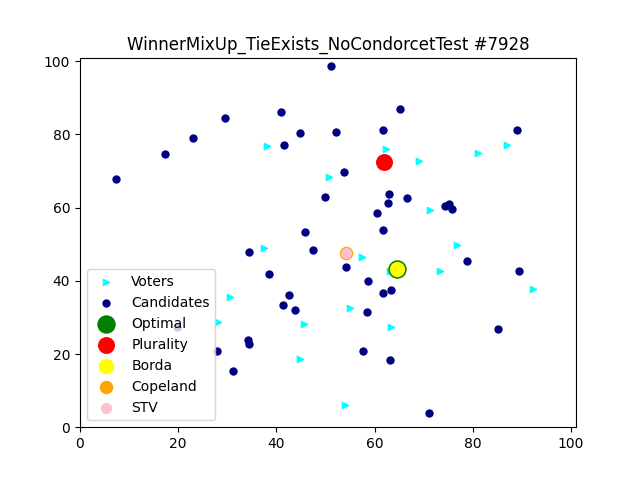 WinnerMixUp_TieExists_NoCondorcetTest #7928
100
80
60
40
20
0
Voters
Candidates
Optimal
Plurality
Borda
Copeland
STV
0 20 40 60 80 100